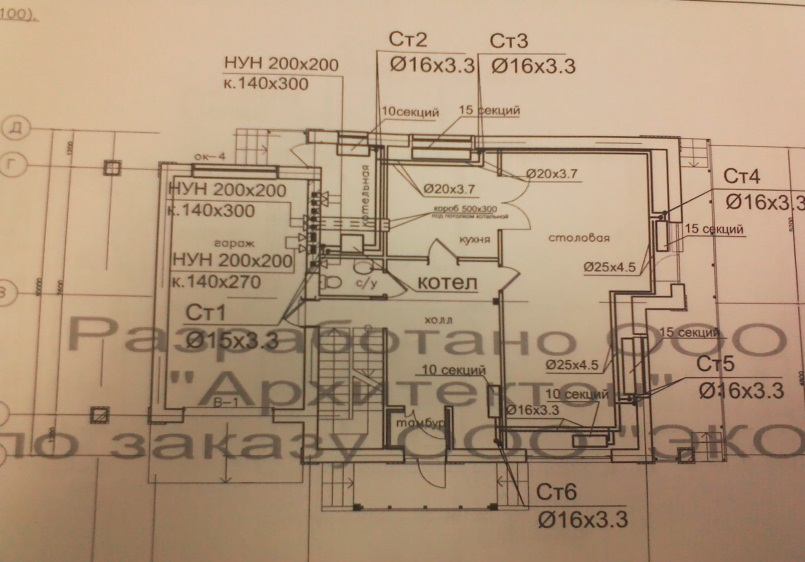 100).
Ст2
Ø16х3.3
Ст3
Ø16х3.3
НУН 200х200
к.140х300
10секций
15 секций
Д
Г
ок-4
котельная
Ø20х3.7
Ø20х3.7
Ст4
Ø16х3.3
НУН 200х200
к.140х300
короб 500х300
под потолком котельной
гараж
кухня
столовая
15 секций
НУН 200х200
к.140х270
с/у
котел
Ø25х4.5
В
Ст1
Ø15х3.3
холл
Разработано ООО
15 секций
Ø25х4.5
Ст5
Ø16х3.3
10 секций
"Архитектон"
10 секций
В-1
Ø16х3.3
тамбур
по заказу ООО "ЭКО
Ст6
Ø16х3.3